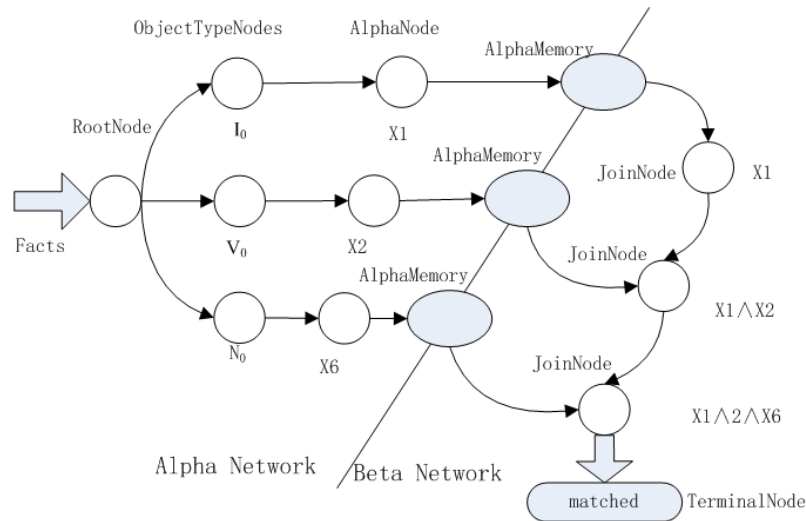 ObjectTypeNodes
AlphaNode
AlphaMemory
RootNode
I₀
X1
AlphaMemory
JoinNode
X1
Facts
V₀
X2
AlphaMemory
JoinNode
X1∧X2
N₀
X6
JoinNode
X1∧2∧X6
Alpha Network
Beta Network
matched
TerminalNode